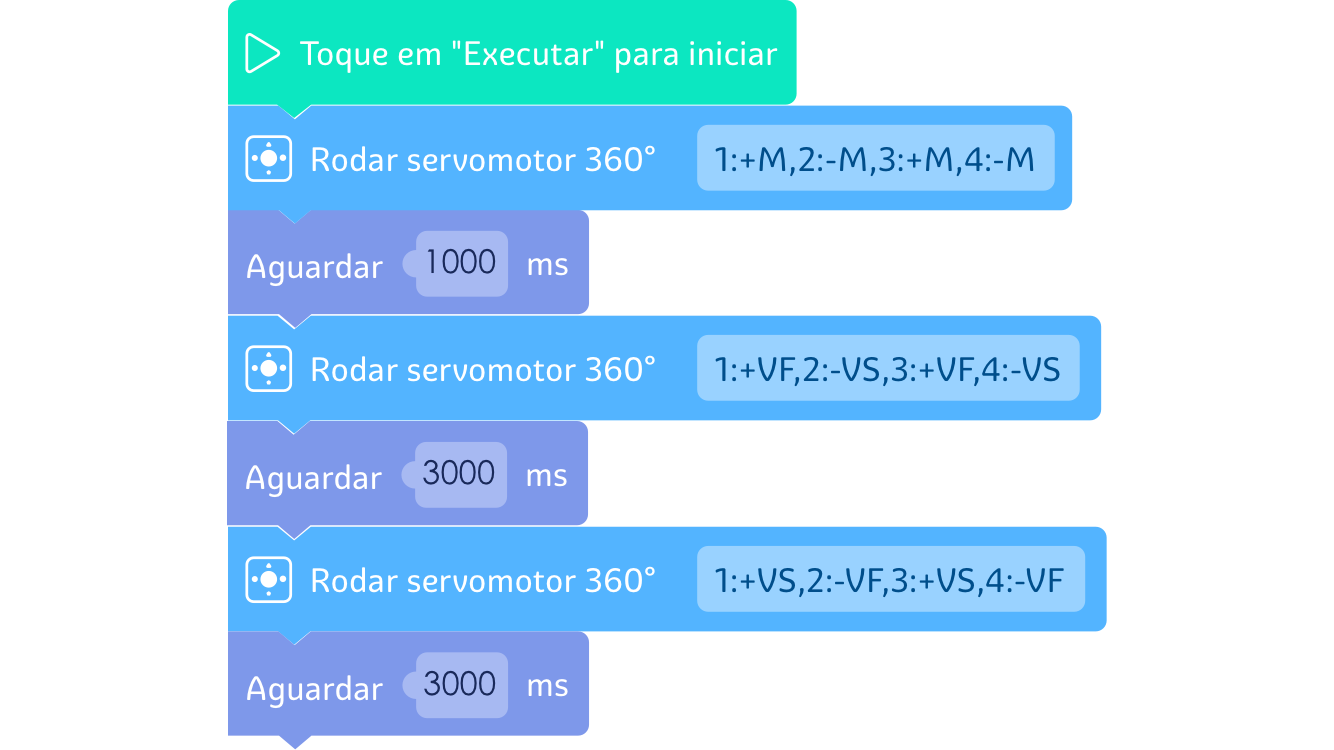 Toque em "Executar" para iniciar
Rodar servomotor 360° 1:+M,2:-M,3:+M,4:-M
Aguardar 1000 ms
Rodar servomotor 360° 1:+VF,2:-VS,3:+VF,4:-VS
Aguardar 3000 ms
Rodar servomotor 360° 1:+VS,2:-VF,3:+VS,4:-VF
Aguardar 3000 ms